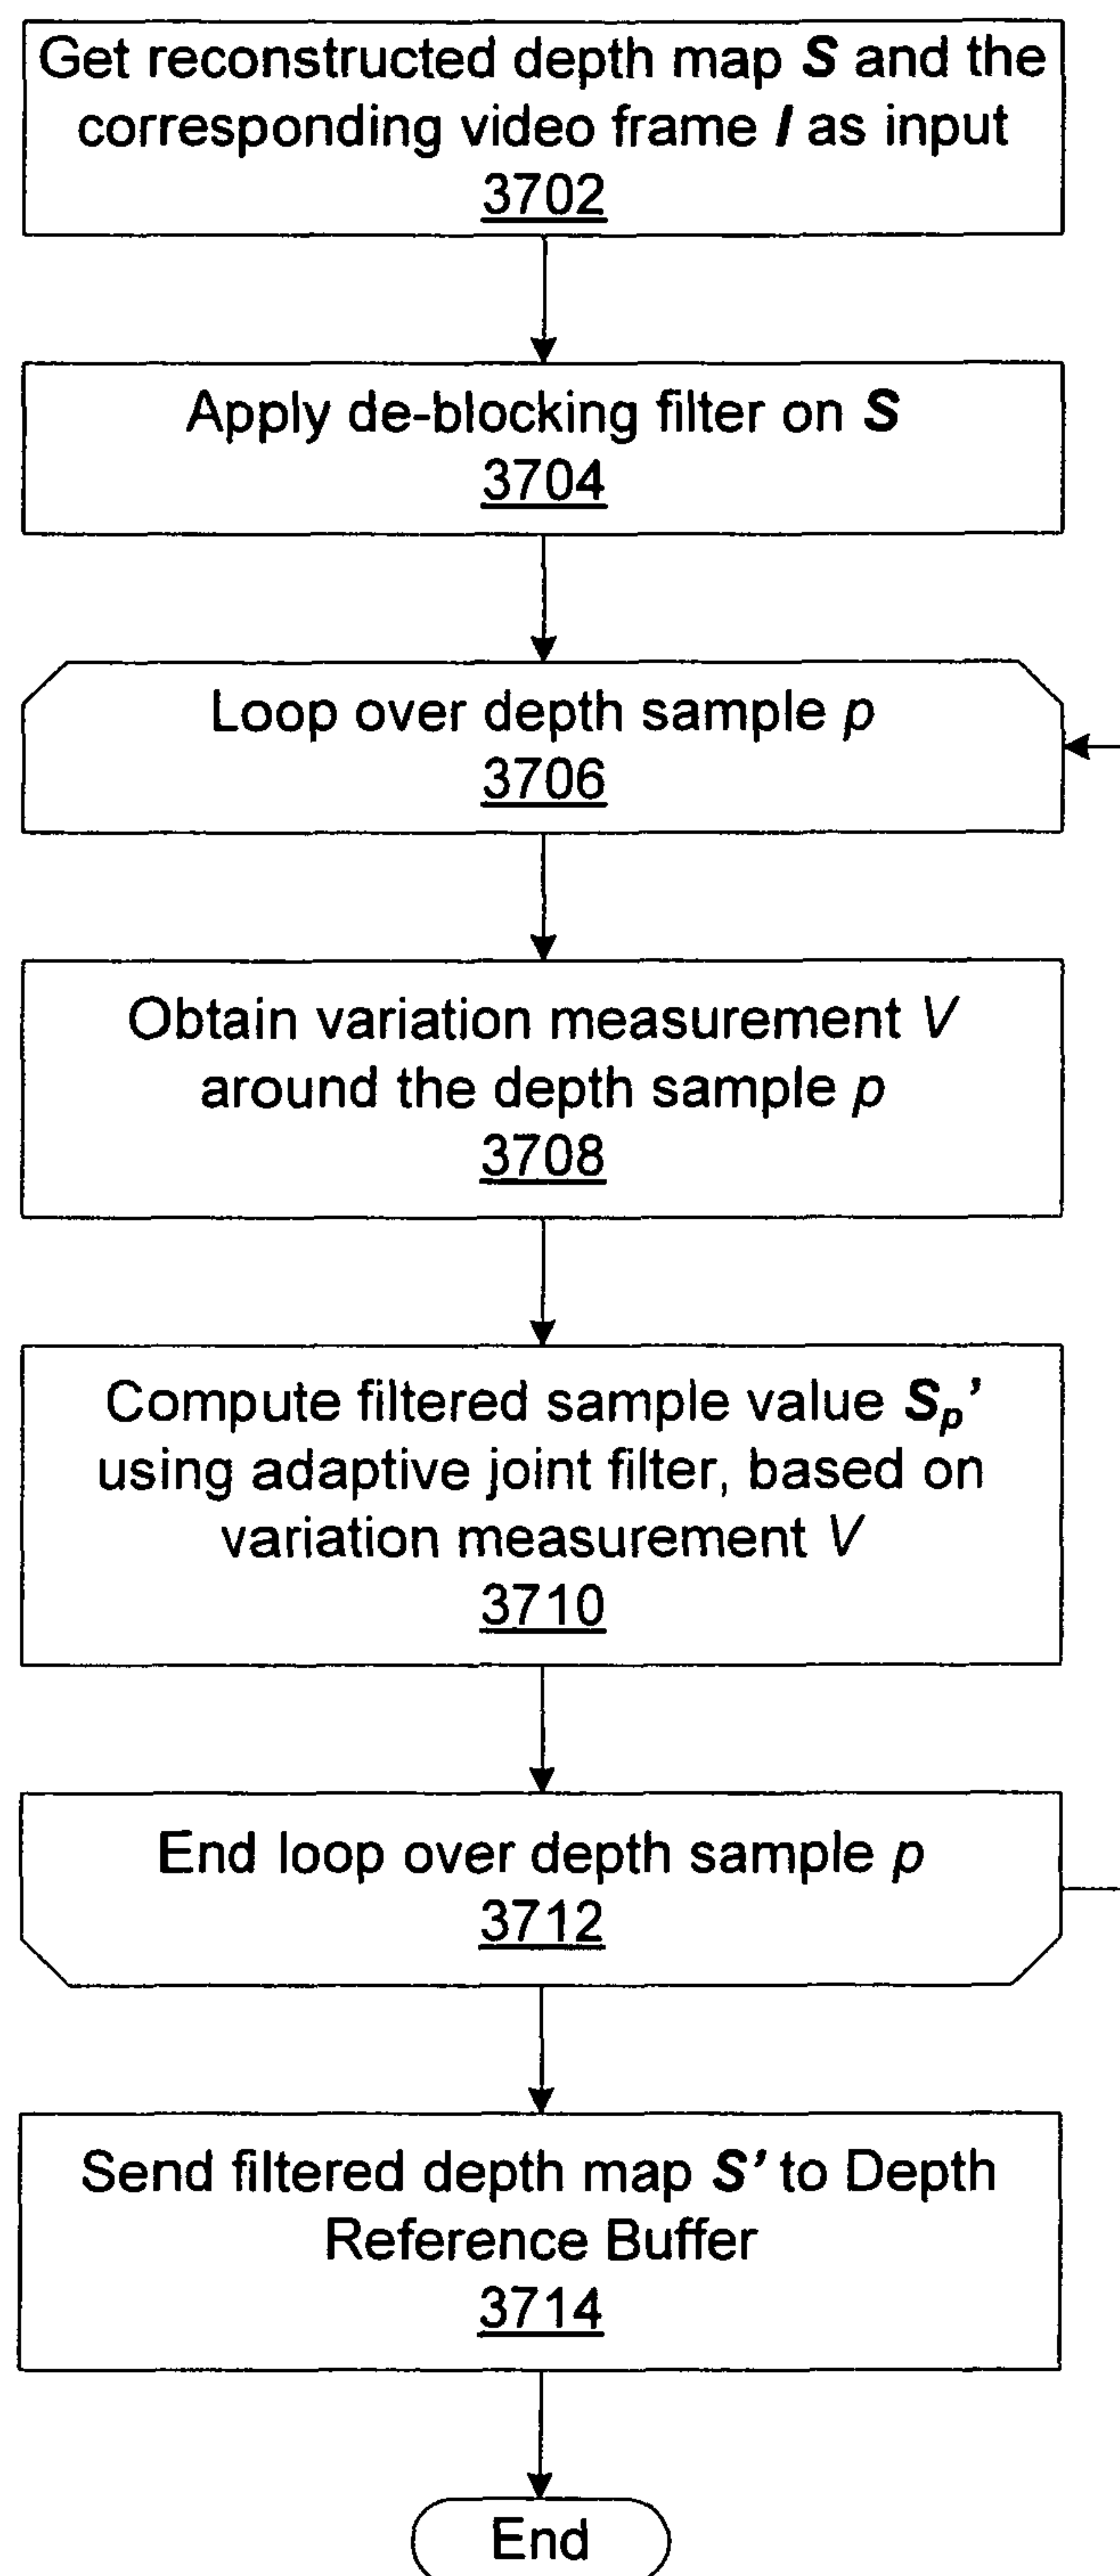 Get reconstructed depth map S and the
corresponding video frame I as input
3702
Apply de-blocking filter on S
3704
Loop over depth sample p
3706
Obtain variation measurement V
around the depth sample p
3708
Compute filtered sample value Sp’
using adaptive joint filter, based on
variation measurement V
3710
End loop over depth sample p
3712
Send filtered depth map S’ to Depth
Reference Buffer
3714
End